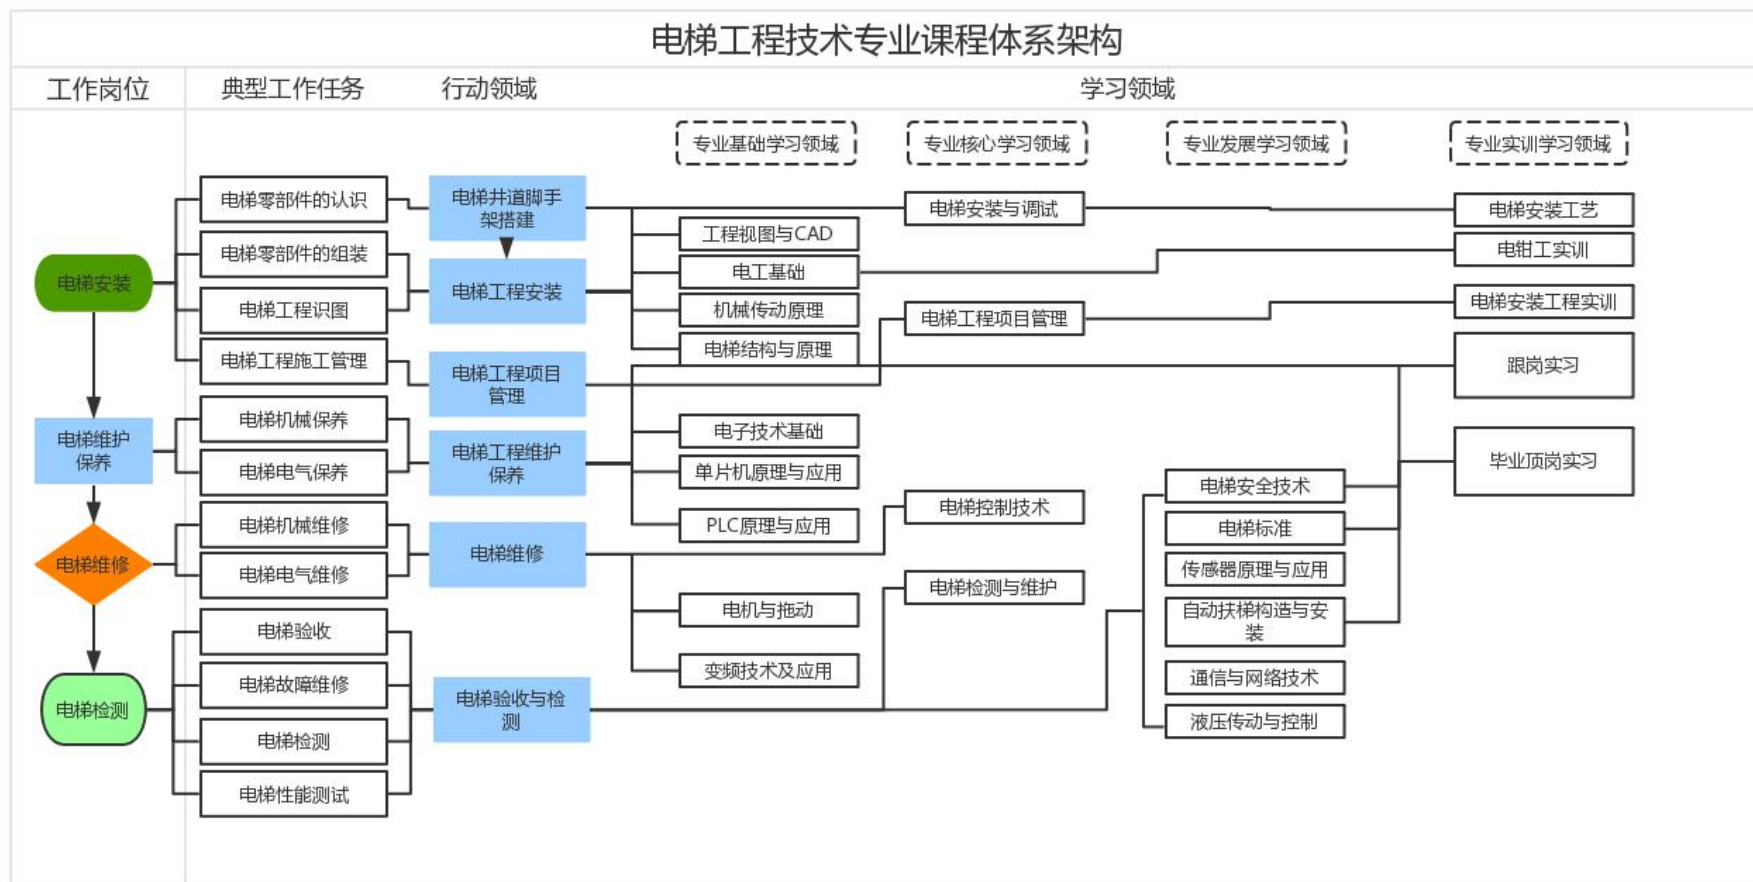 电梯工程技术专业课程体系架构
工作岗位
典型工作任务
行动领域
学习领域
专业基础学习领域
专业核心学习领域
专业发展学习领域
专业实训学习领域
电梯安装
电梯维护
保养
电梯维修
电梯检测
电梯零部件的认识
电梯零部件的组装
电梯工程识图
电梯工程施工管理
电梯机械保养
电梯电气保养
电梯机械维修
电梯电气维修
电梯验收
电梯故障维修
电梯检测
电梯性能测试
电梯井道脚手
架搭建
电梯工程安装
电梯工程项目
管理
电梯工程维护
保养
电梯维修
电梯验收与检
测
工程视图与CAD
电工基础
机械传动原理
电梯结构与原理
电子技术基础
单片机原理与应用
PLC原理与应用
电机与拖动
变频技术及应用
电梯安装与调试
电梯工程项目管理
电梯控制技术
电梯检测与维护
电梯安全技术
电梯标准
传感器原理与应用
自动扶梯构造与安
装
通信与网络技术
液压传动与控制
电梯安装工艺
电钳工实训
电梯安装工程实训
跟岗实习
毕业顶岗实习